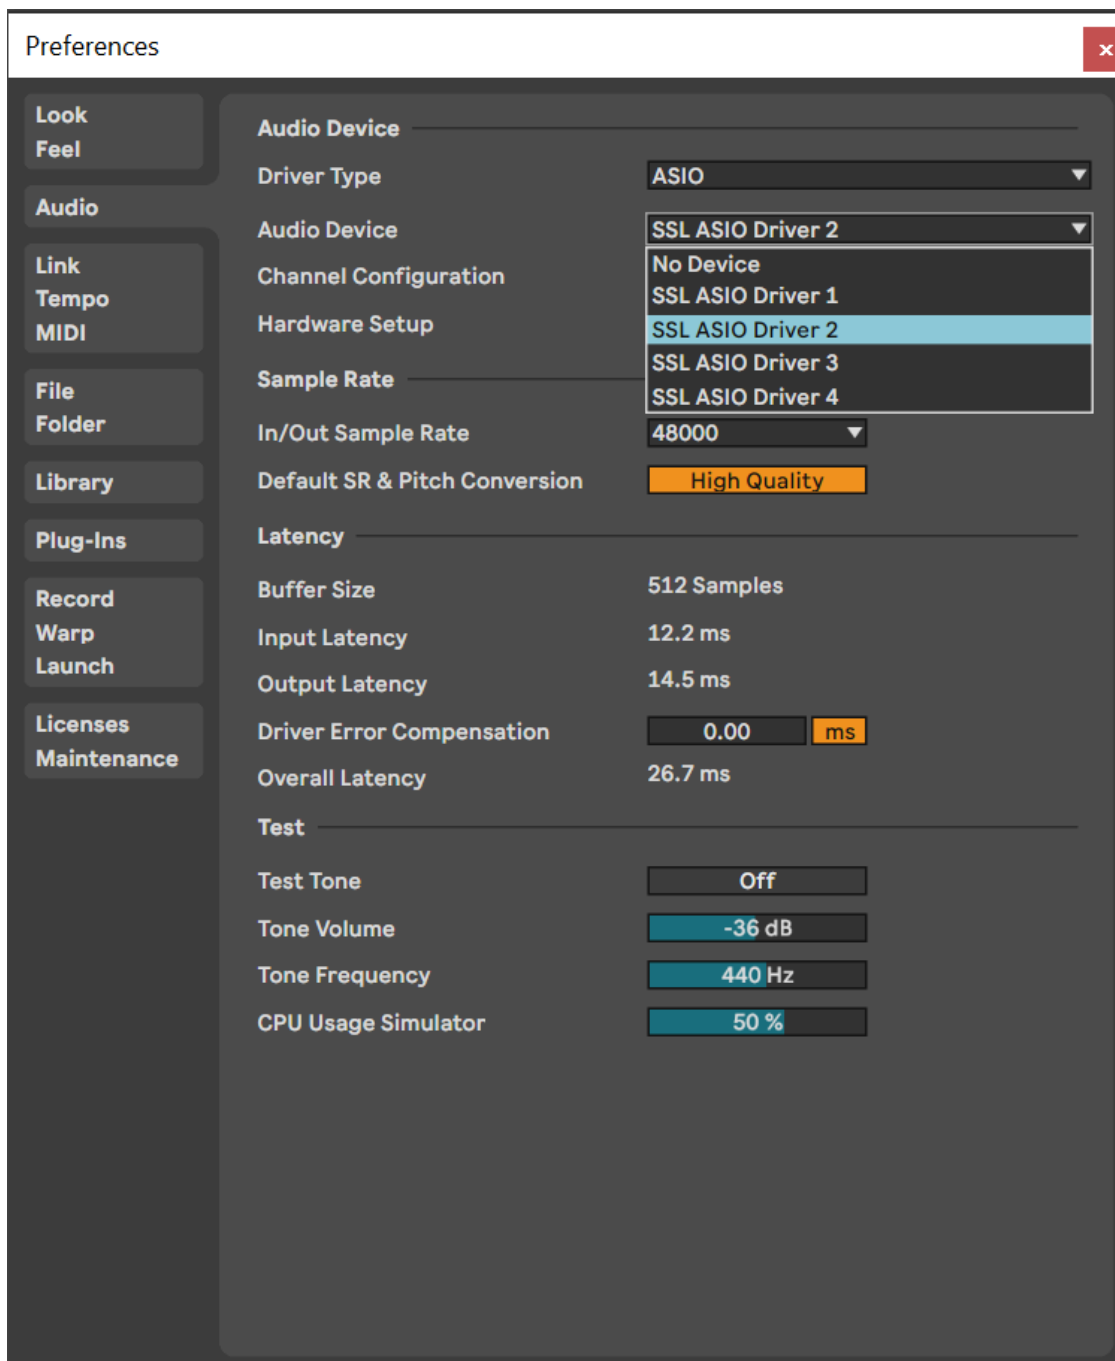 Preferences
x
Look
Feel
Audio
Link
Tempo
MIDI
File
Folder
Library
Plug-Ins
Record
Warp
Launch
Licenses
Maintenance
Audio Device
Driver Type ASIO
Audio Device SSL ASIO Driver 2
No Device
SSL ASIO Driver 1
SSL ASIO Driver 2
SSL ASIO Driver 3
SSL ASIO Driver 4
Channel Configuration
Hardware Setup
Sample Rate
In/Out Sample Rate 48000
Default SR & Pitch Conversion High Quality
Latency
Buffer Size 512 Samples
Input Latency 12.2 ms
Output Latency 14.5 ms
Driver Error Compensation 0.00 ms
Overall Latency 26.7 ms
Test
Test Tone Off
Tone Volume -36 dB
Tone Frequency 440 Hz
CPU Usage Simulator 50 %